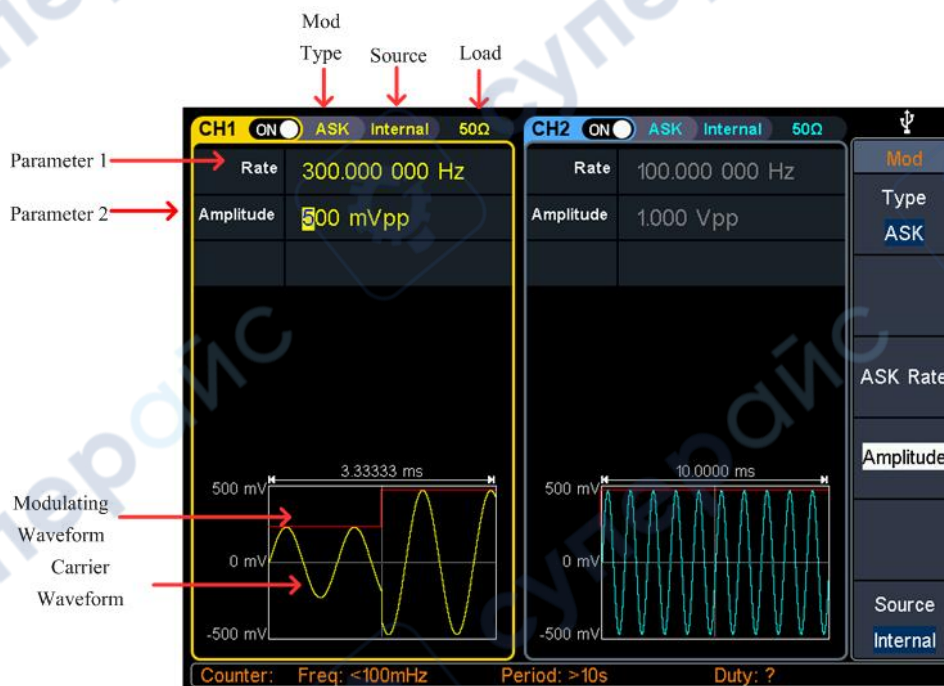 Mod
Type
Source
Load
CH1 ON ASK Internal 50Ω
CH2 ON ASK Internal 50Ω
Parameter 1
Rate 300.000 000 Hz
Rate 100.000 000 Hz
Mod
Parameter 2
Amplitude 500 mVpp
Amplitude 1.000 Vpp
Type
ASK
ASK Rate
Amplitude
3.33333 ms
10.0000 ms
500 mV
500 mV
Modulating
Waveform
0 mV
0 mV
Carrier
Waveform
-500 mV
-500 mV
Source
Internal
Counter: Freq: <100mHz Period: >10s Duty: ?
суперайс